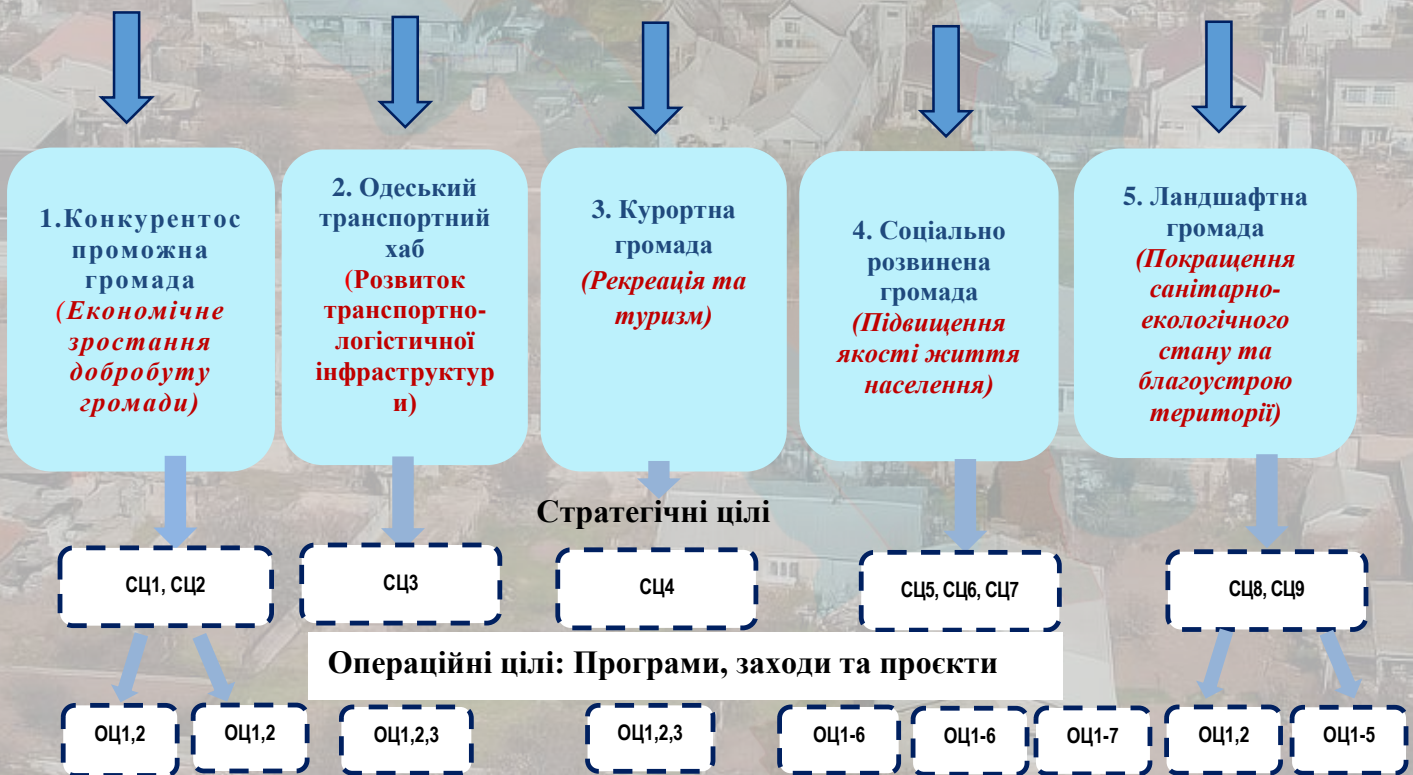 1.Конкурентос
проможна
громада
(Економічне
зростання
добробуту
громади)
2. Одеський
транспортний
хаб
(Розвиток
транспортно-
логістичної
інфраструктур
и)
3. Курортна
громада
(Рекреація та
туризм)
4. Соціально
розвинена
громада
(Підвищення
якості життя
населення)
5. Ландшафтна
громада
(Покращення
санітарно-
екологічного
стану та
благоустрою
території)
Стратегічні цілі
СЦ1, СЦ2
СЦ3
СЦ4
СЦ5, СЦ6, СЦ7
СЦ8, СЦ9
Операційні цілі: Програми, заходи та проєкти
ОЦ1,2
ОЦ1,2
ОЦ1,2,3
ОЦ1,2,3
ОЦ1-6
ОЦ1-6
ОЦ1-7
ОЦ1,2
ОЦ1-5